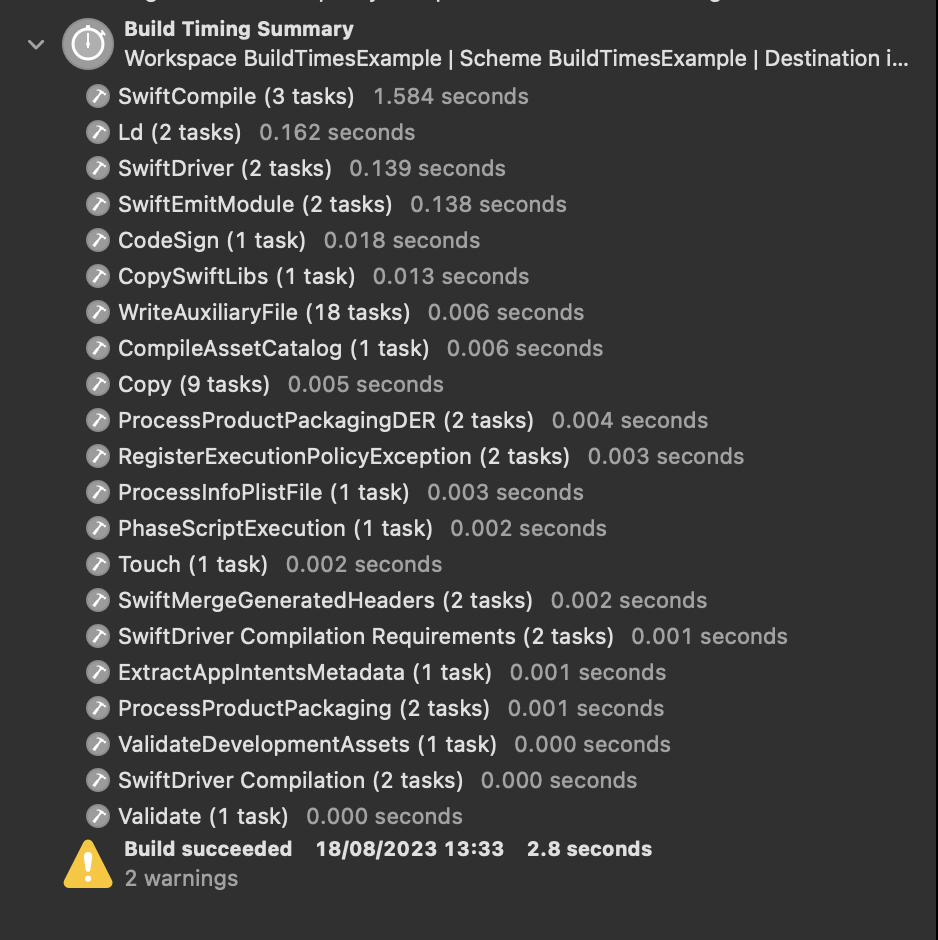 Build Timing Summary
Workspace BuildTimesExample | Scheme BuildTimesExample | Destination i...
SwiftCompile (3 tasks) 1.584 seconds
Ld (2 tasks) 0.162 seconds
SwiftDriver (2 tasks) 0.139 seconds
SwiftEmitModule (2 tasks) 0.138 seconds
CodeSign (1 task) 0.018 seconds
CopySwiftLibs (1 task) 0.013 seconds
WriteAuxiliaryFile (18 tasks) 0.006 seconds
CompileAssetCatalog (1 task) 0.006 seconds
Copy (9 tasks) 0.005 seconds
ProcessProductPackagingDER (2 tasks) 0.004 seconds
RegisterExecutionPolicyException (2 tasks) 0.003 seconds
ProcessInfoPlistFile (1 task) 0.003 seconds
PhaseScriptExecution (1 task) 0.002 seconds
Touch (1 task) 0.002 seconds
SwiftMergeGeneratedHeaders (2 tasks) 0.002 seconds
SwiftDriver Compilation Requirements (2 tasks) 0.001 seconds
ExtractAppIntentsMetadata (1 task) 0.001 seconds
ProcessProductPackaging (2 tasks) 0.001 seconds
ValidateDevelopmentAssets (1 task) 0.000 seconds
SwiftDriver Compilation (2 tasks) 0.000 seconds
Validate (1 task) 0.000 seconds
Build succeeded 18/08/2023 13:33 2.8 seconds
2 warnings